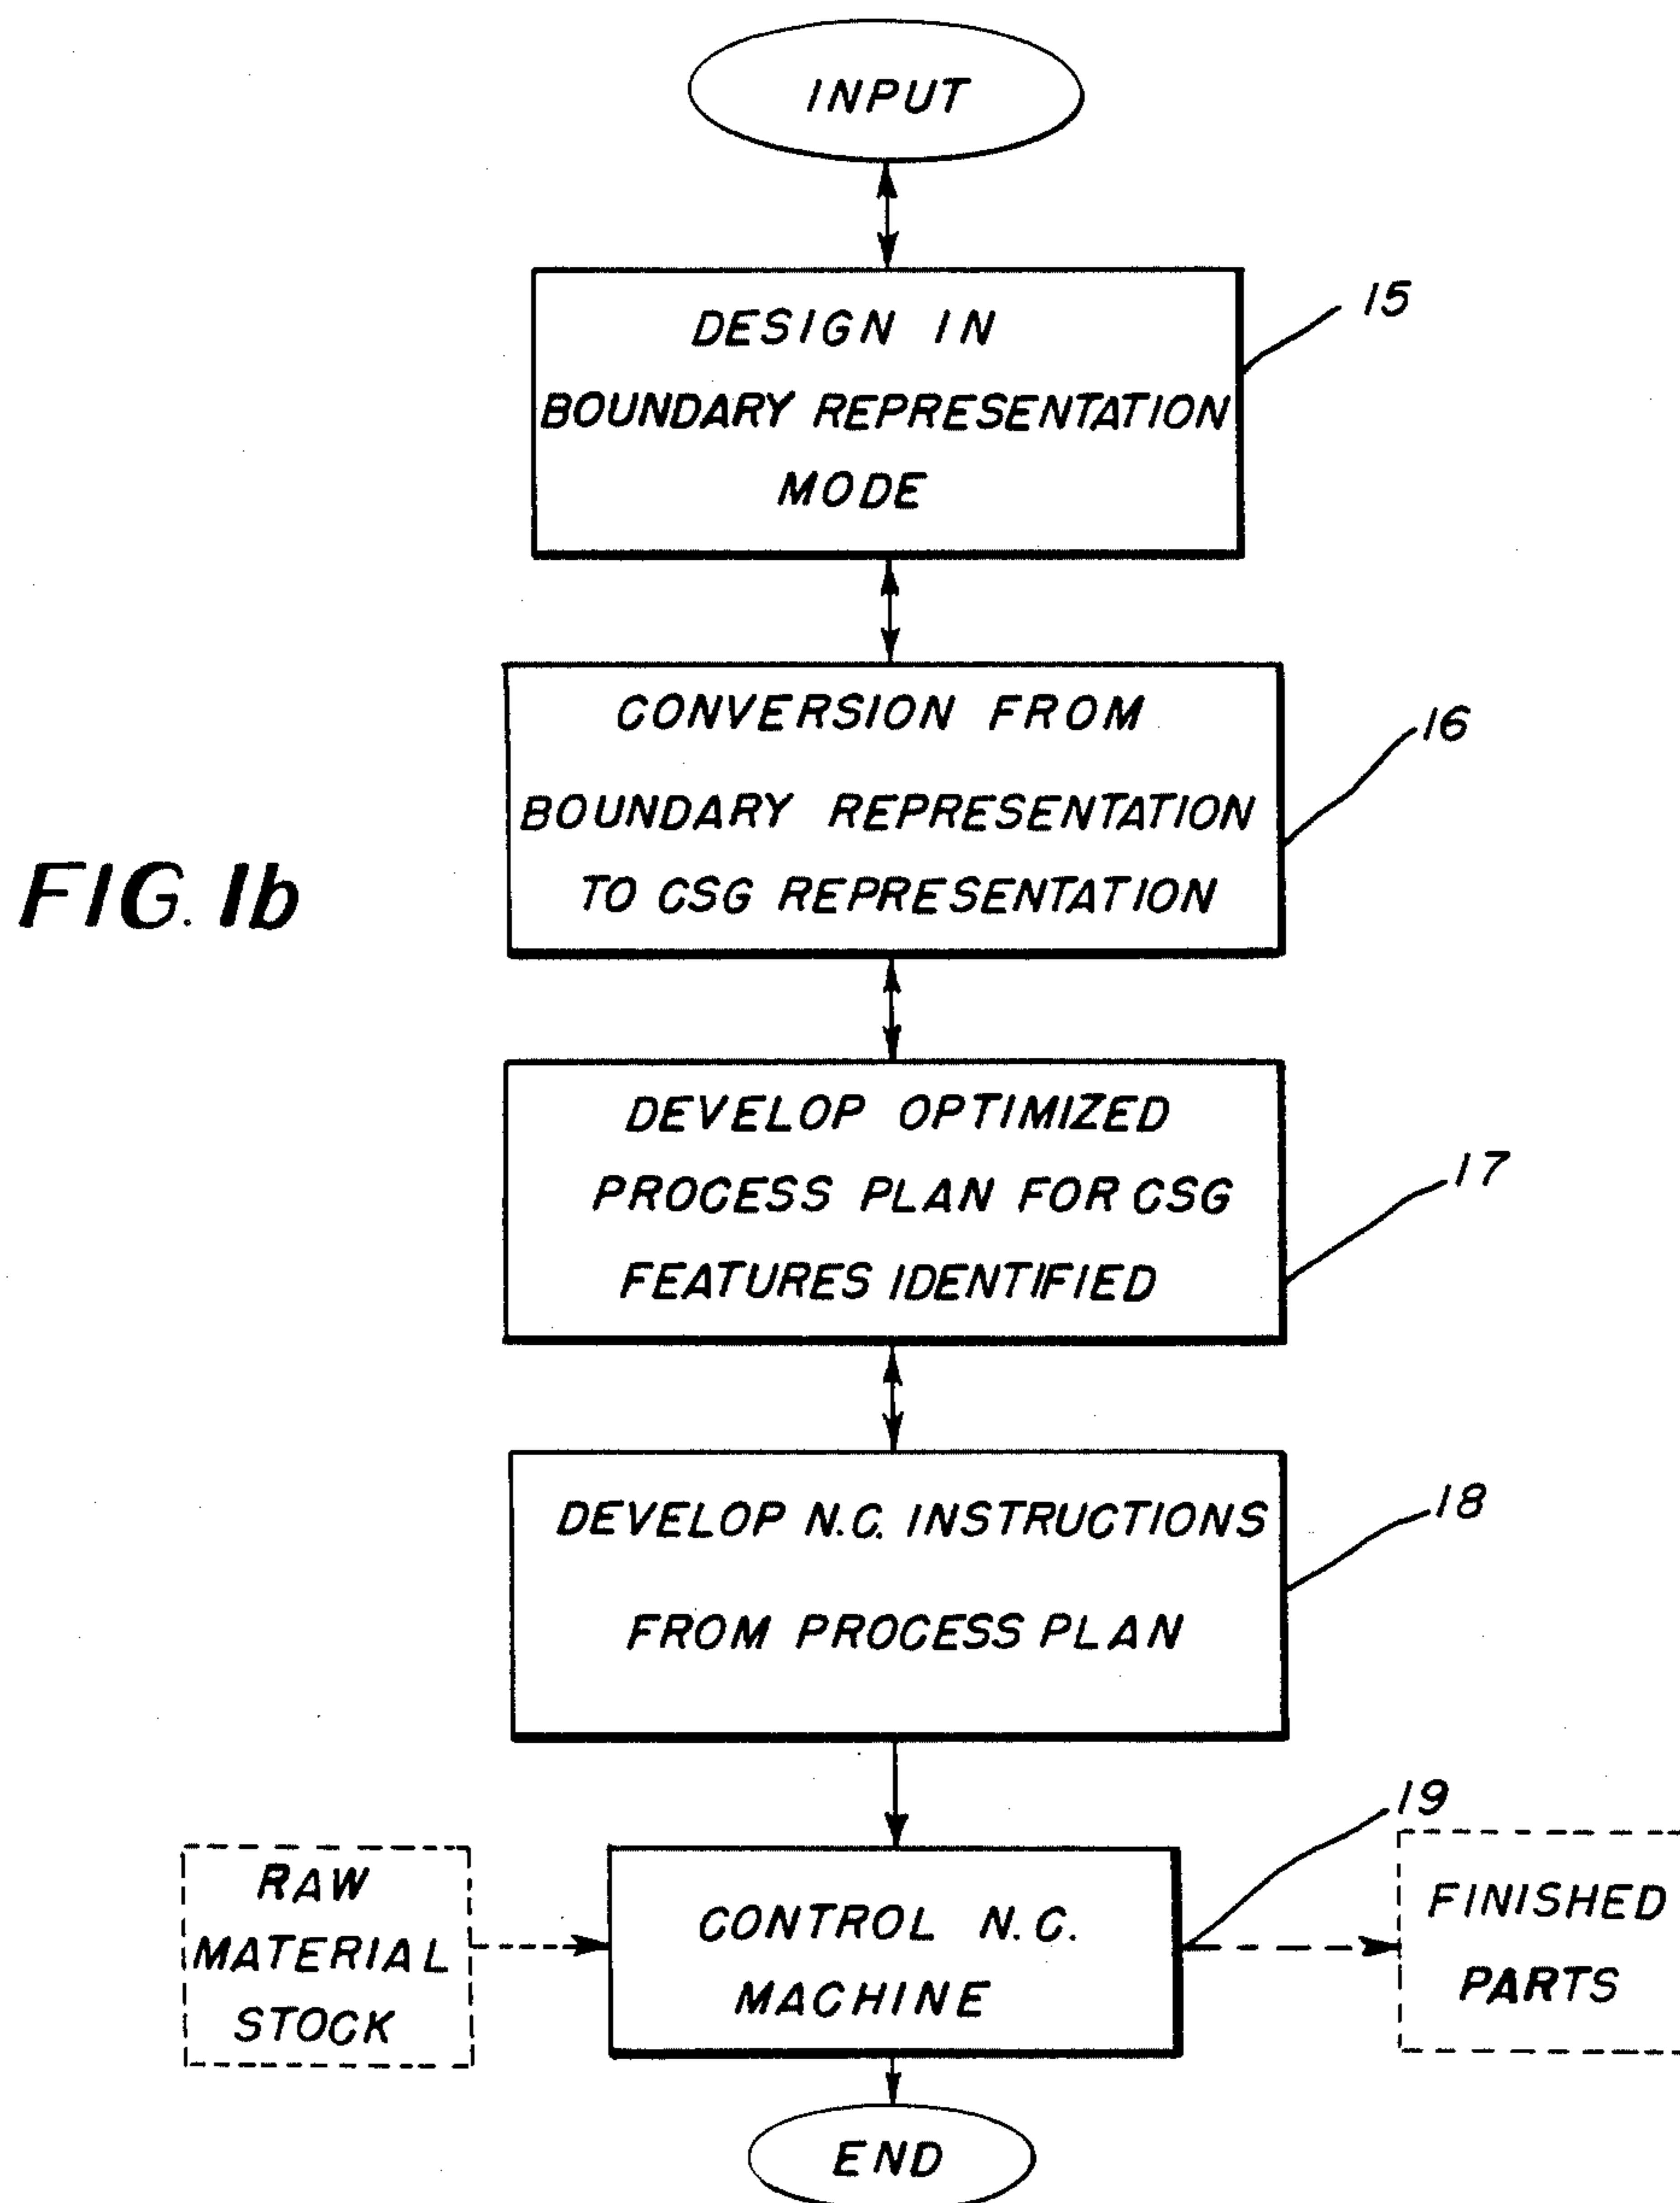 INPUT
DESIGN IN
BOUNDARY REPRESENTATION
MODE
15
CONVERSION FROM
BOUNDARY REPRESENTATION
TO CSG REPRESENTATION
16
FIG. 1b
DEVELOP OPTIMIZED
PROCESS PLAN FOR CSG
FEATURES IDENTIFIED
17
DEVELOP N.C. INSTRUCTIONS
FROM PROCESS PLAN
18
RAW
MATERIAL
STOCK
CONTROL N.C.
MACHINE
19
FINISHED
PARTS
END